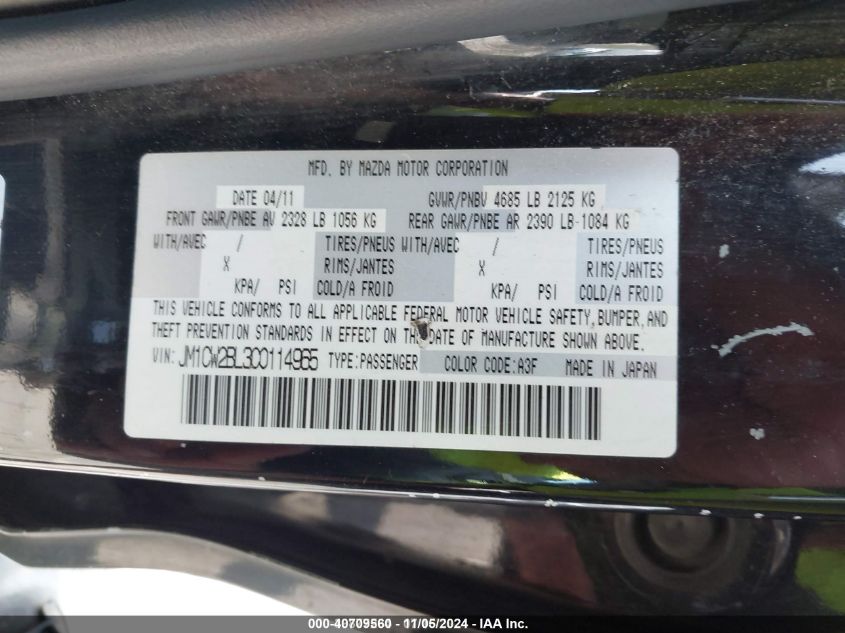 MFD. BY MAZDA MOTOR CORPORATION
DATE 04/11 GVWR/PNBV 4685 LB 2125 KG
FRONT GAWR/PNBE AV 2328 LB 1056 KG REAR GAWR/PNBE AR 2390 LB 1084 KG
WITH/AVEC / TIRES/PNEUS WITH/AVEC / TIRES/PNEUS
X RIMS/JANTES X RIMS/JANTES
KPA/ PSI COLD/A FROID KPA/ PSI COLD/A FROID
THIS VEHICLE CONFORMS TO ALL APPLICABLE FEDERAL MOTOR VEHICLE SAFETY, BUMPER, AND
THEFT PREVENTION STANDARDS IN EFFECT ON THE DATE OF MANUFACTURE SHOWN ABOVE.
VIN: JM1CW2BL3C0114965 TYPE:PASSENGER COLOR CODE:A3F MADE IN JAPAN
000-40709560 - 11/06/2024 - IAA Inc.